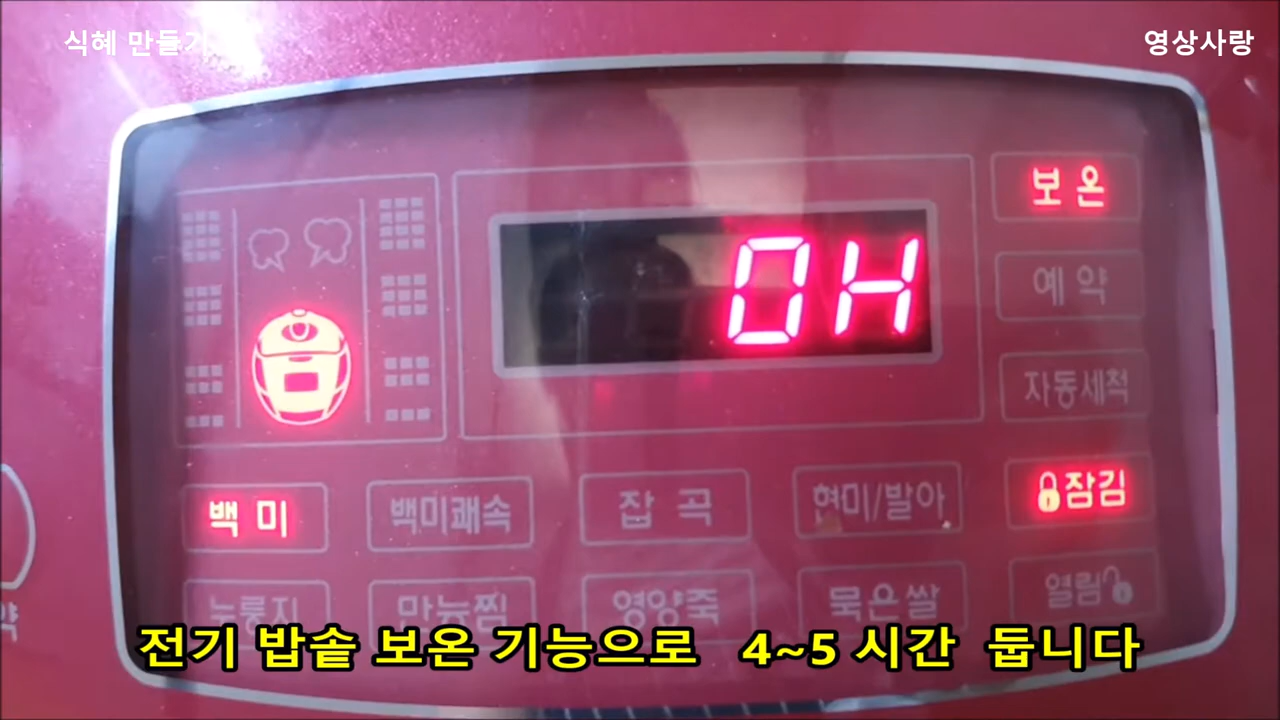 식혜 만들기
영상사랑
보온
0H
예약
자동세척
백미
백미쾌속
잡곡
현미/발아
잠김
누룽지
만능찜
영양죽
묵은쌀
열림
약
전기 밥솥 보온 기능으로 4~5 시간 둡니다